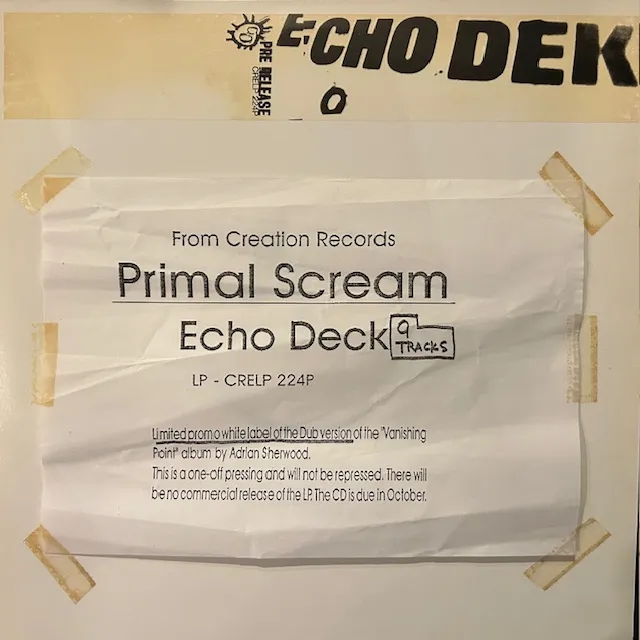 ECHO DEK
PRE RELEASE
CRELP 224P
O
From Creation Records
Primal Scream
Echo Deck
9
TRACKS
LP - CRELP 224P
Limited promo white label of the Dub version of the "Vanishing
Point" album by Adrian Sherwood.
This is a one-off pressing and will not be repressed. There will
be no commercial release of the LP. The CD is due in October.